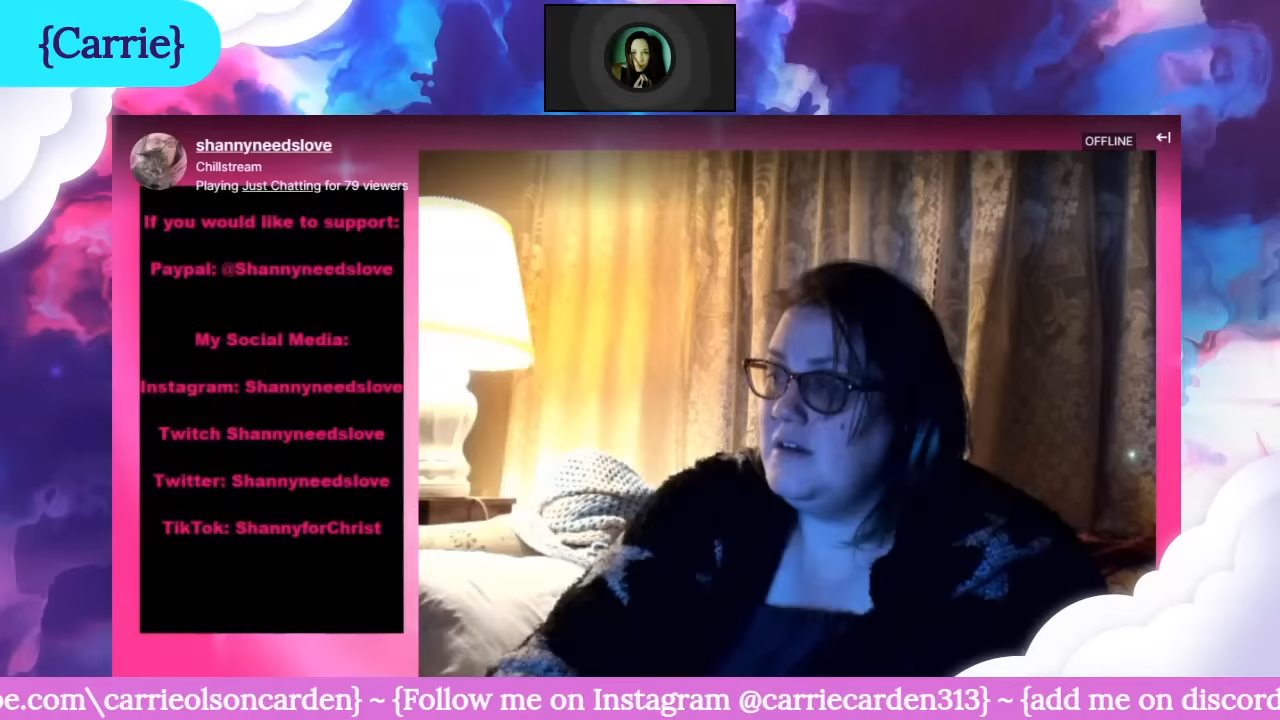 {Carrie}
shannyneedslove
Chillstream
Playing Just Chatting for 79 viewers
OFFLINE
If you would like to support:
Paypal: @Shannyneedslove
My Social Media:
Instagram: Shannyneedslove
Twitch Shannyneedslove
Twitter: Shannyneedslove
TikTok: ShannyforChrist
be.com\carrieolsoncarden} ~ {Follow me on Instagram @carriecarden313} ~ {add me on discord